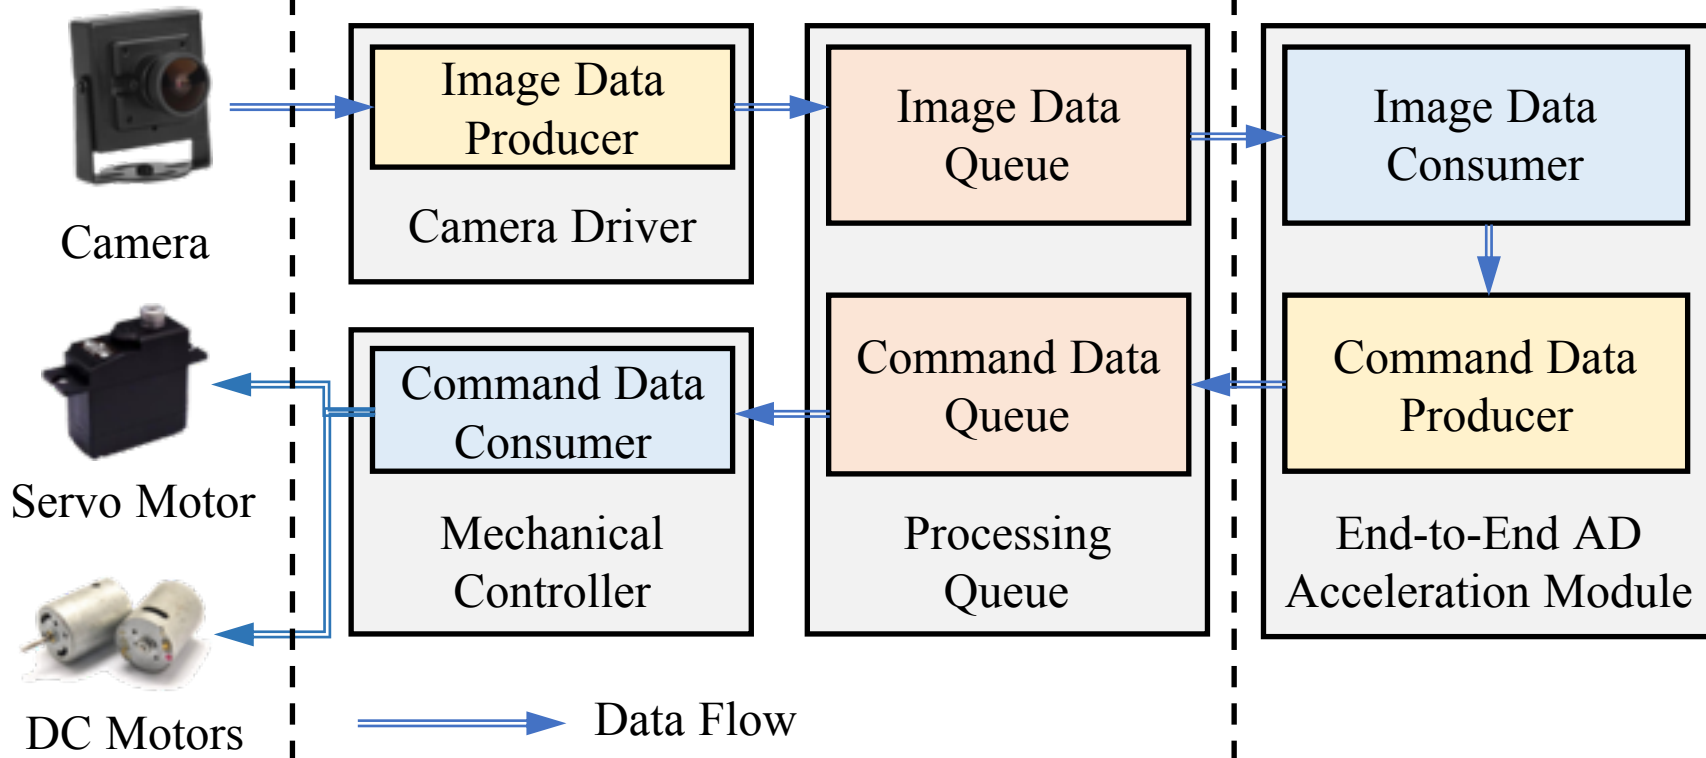 Camera
Servo Motor
DC Motors
Image Data
Producer
Camera Driver
Command Data
Consumer
Mechanical
Controller
Image Data
Queue
Command Data
Queue
Processing
Queue
Image Data
Consumer
Command Data
Producer
End-to-End AD
Acceleration Module
Data Flow